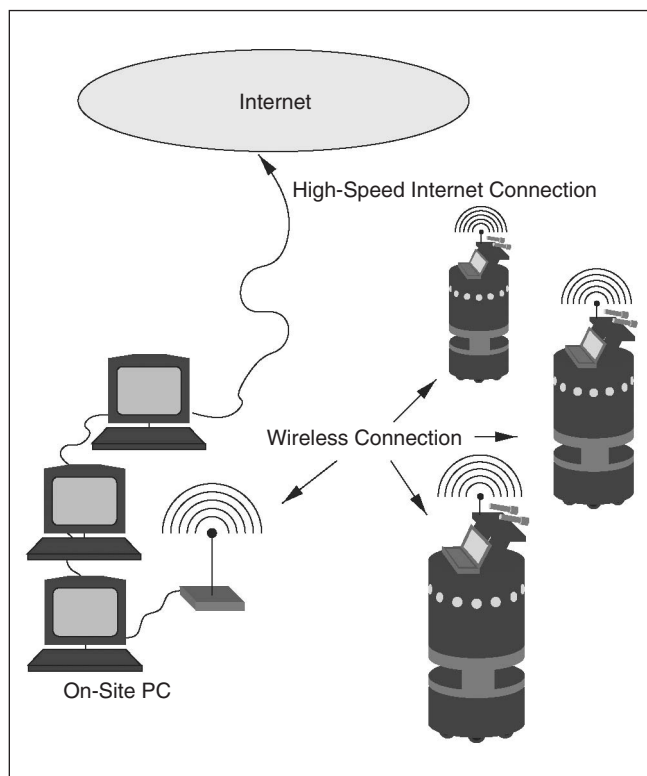 Internet
High-Speed Internet Connection
Wireless Connection
On-Site PC